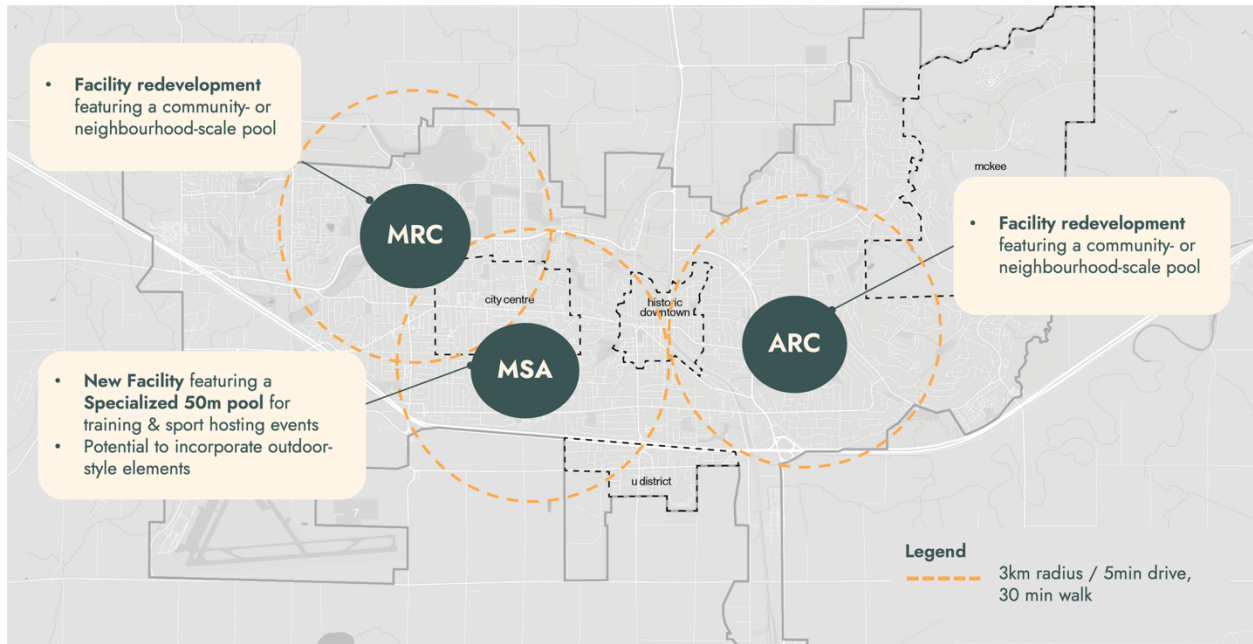 • Facility redevelopment
featuring a community- or
neighbourhood-scale pool
mckee
MRC
• Facility redevelopment
featuring a community- or
neighbourhood-scale pool
city centre
historic
downtown
ARC
MSA
• New Facility featuring a
Specialized 50m pool for
training & sport hosting events
• Potential to incorporate outdoor-
style elements
u district
7
Legend
3km radius / 5min drive,
30 min walk